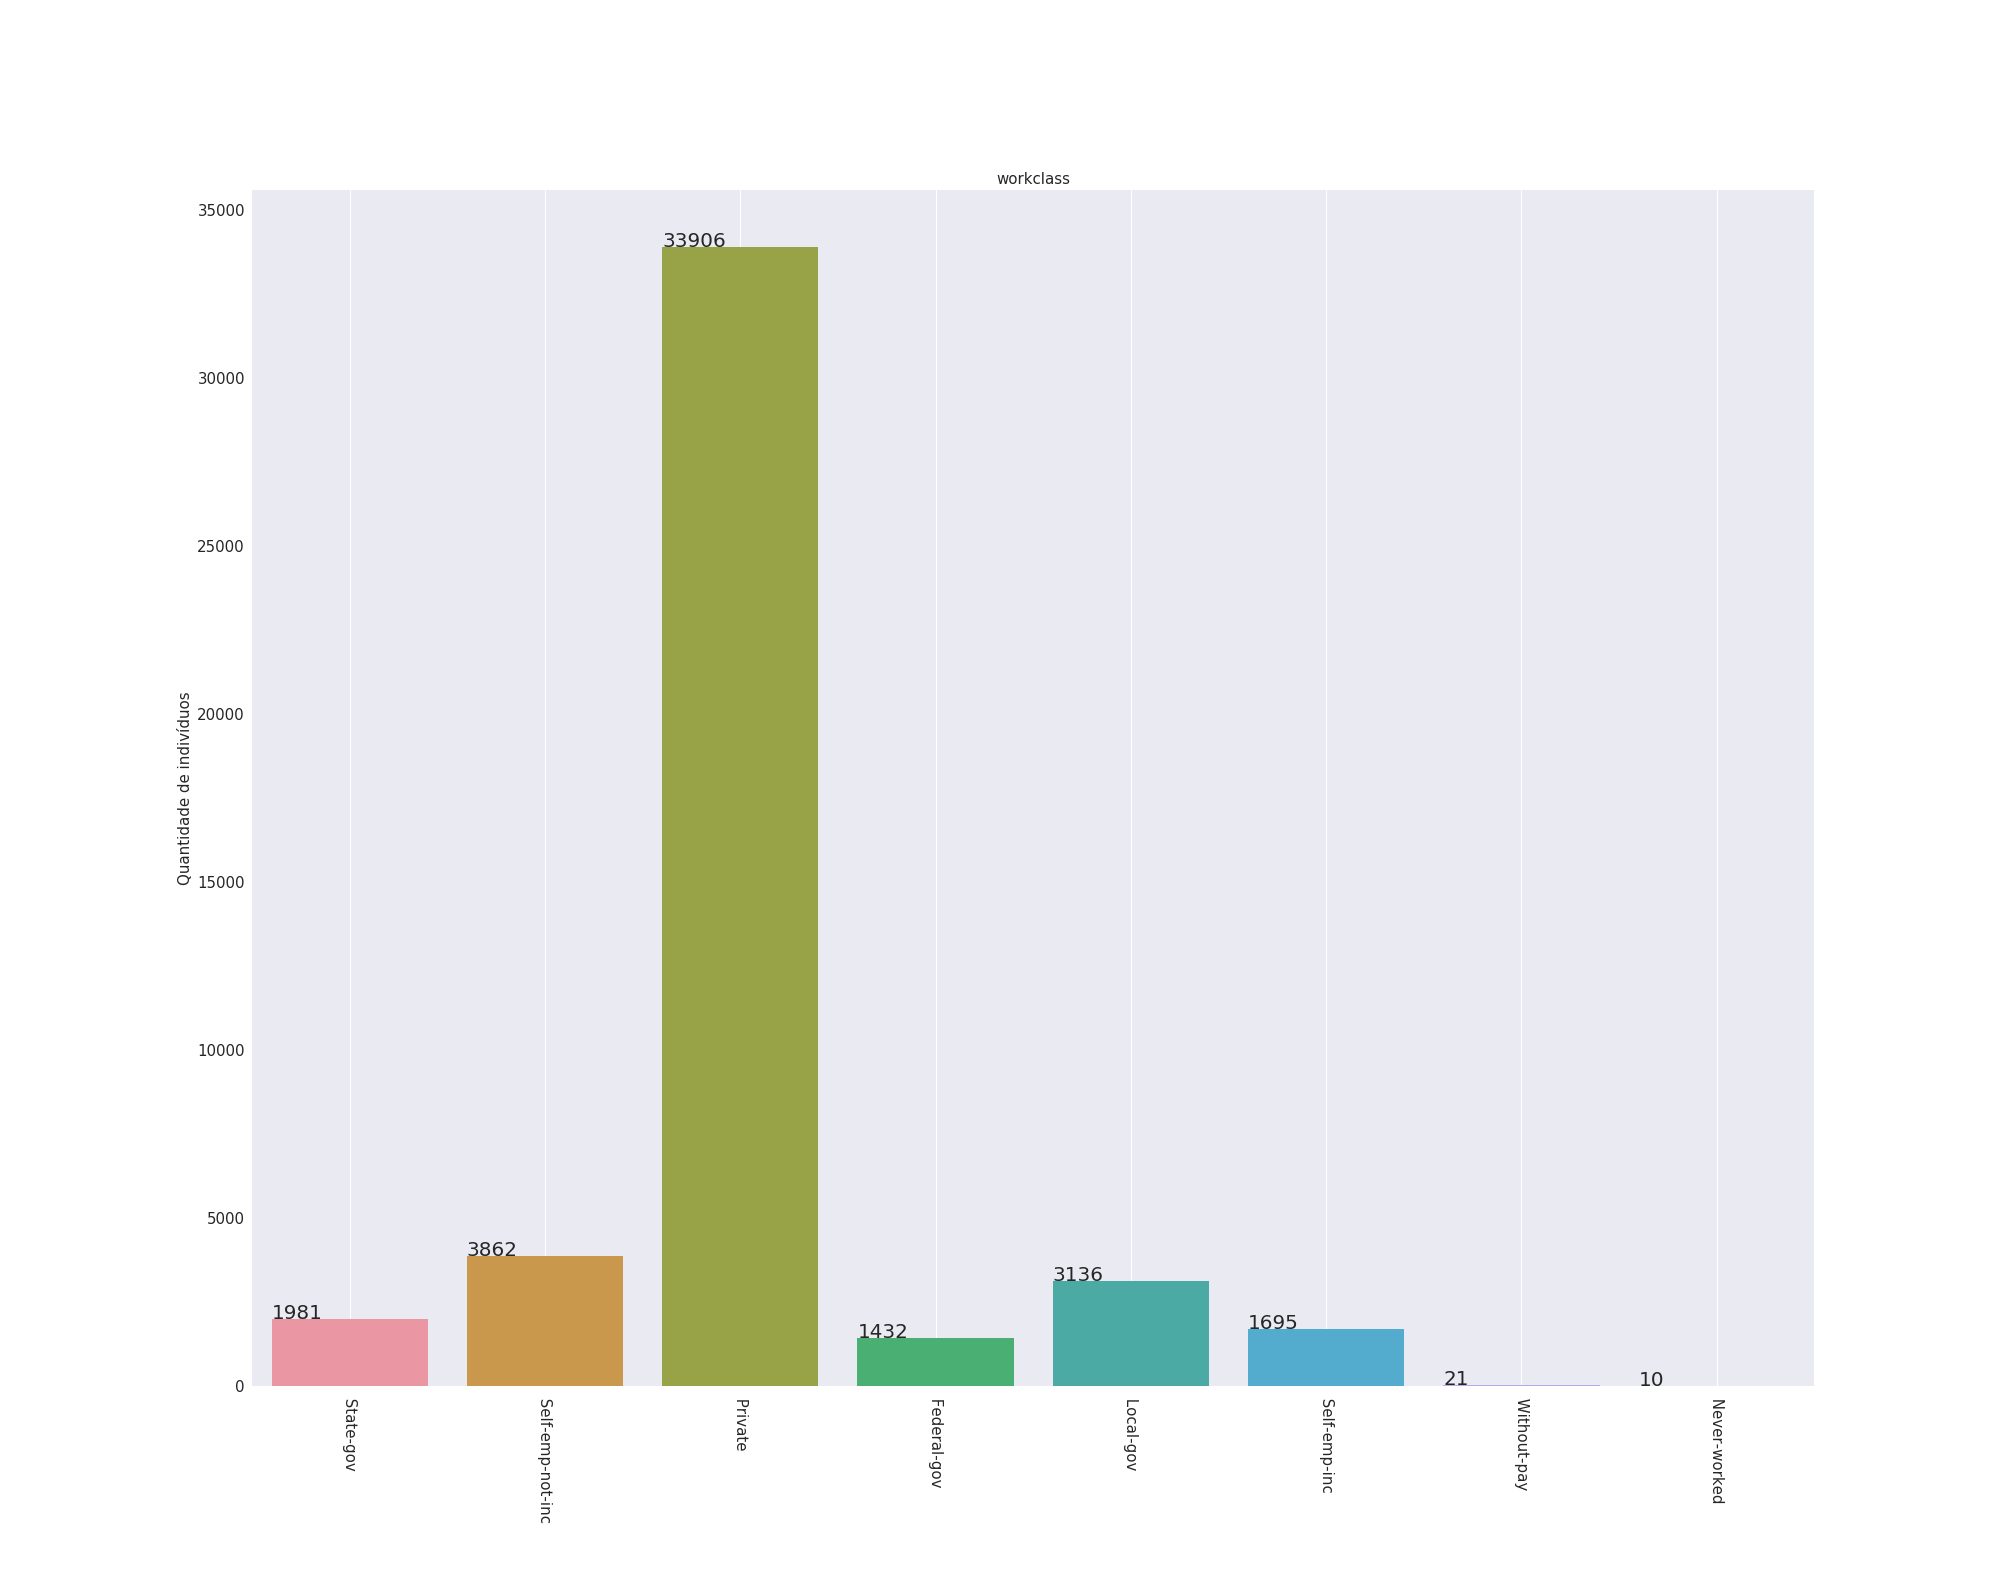 workclass
35000
30000
25000
20000
15000
10000
5000
0
Quantidade de indivíduos
1981
3862
33906
1432
3136
1695
21
10
State-gov
Self-emp-not-inc
Private
Federal-gov
Local-gov
Self-emp-inc
Without-pay
Never-worked